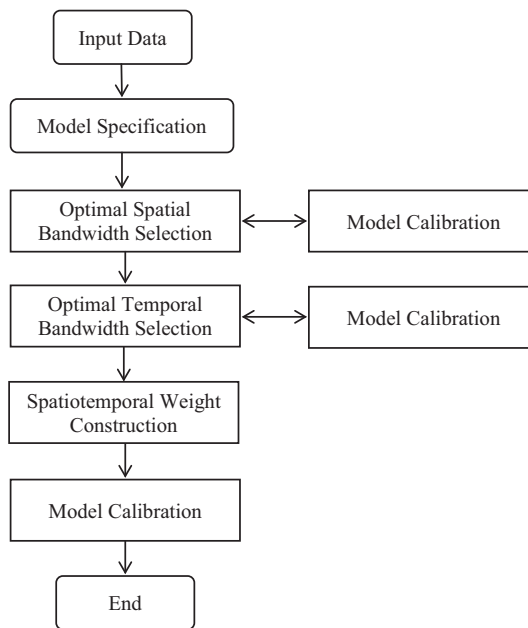 Input Data
Model Specification
Optimal Spatial
Bandwidth Selection
Model Calibration
Optimal Temporal
Bandwidth Selection
Model Calibration
Spatiotemporal Weight
Construction
Model Calibration
End